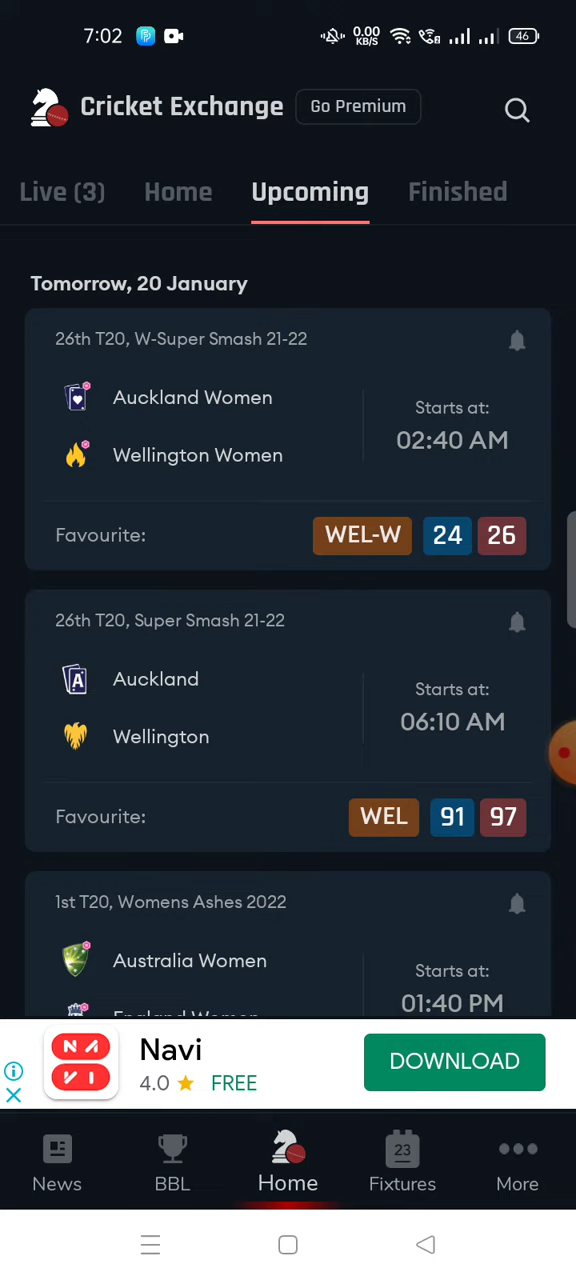 7:02 0.00 KB/S 46
Cricket Exchange Go Premium
Live (3) Home Upcoming Finished
Tomorrow, 20 January
26th T20, W-Super Smash 21-22
Auckland Women
Wellington Women
Starts at:
02:40 AM
Favourite: WEL-W 24 26
26th T20, Super Smash 21-22
A Auckland
Wellington
Starts at:
06:10 AM
Favourite: WEL 91 97
1st T20, Womens Ashes 2022
Australia Women
England Women
Starts at:
01:40 PM
NAVI
Navi
4.0 FREE
DOWNLOAD
23
News BBL Home Fixtures More